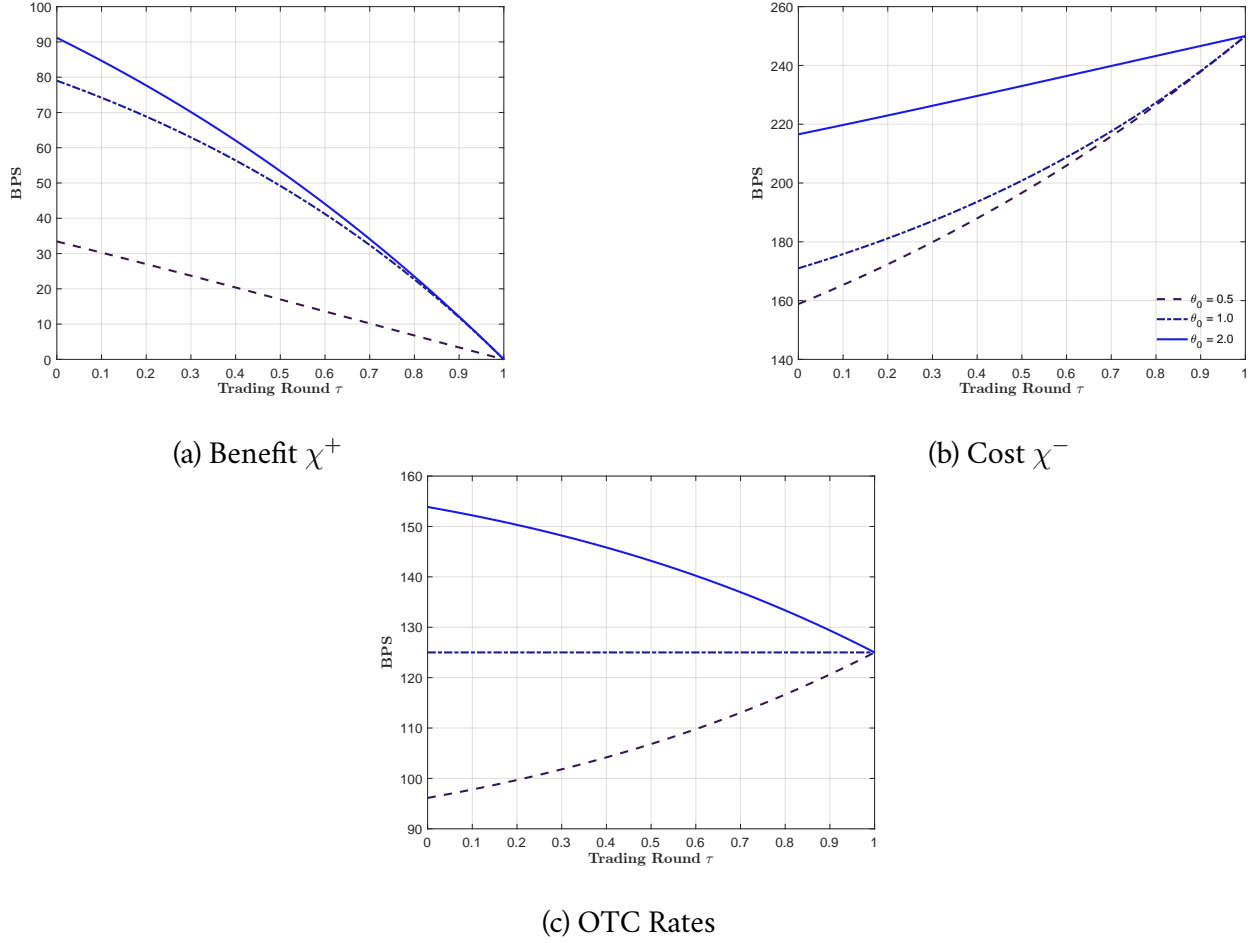 100
90
80
70
60
50
40
30
20
10
0
BPS
0 0.1 0.2 0.3 0.4 0.5 0.6 0.7 0.8 0.9 1
Trading Round τ
(a) Benefit χ⁺
260
240
220
200
180
160
140
BPS
θ₀ = 0.5
θ₀ = 1.0
θ₀ = 2.0
0 0.1 0.2 0.3 0.4 0.5 0.6 0.7 0.8 0.9 1
Trading Round τ
(b) Cost χ⁻
160
150
140
130
120
110
100
90
BPS
0 0.1 0.2 0.3 0.4 0.5 0.6 0.7 0.8 0.9 1
Trading Round τ
(c) OTC Rates